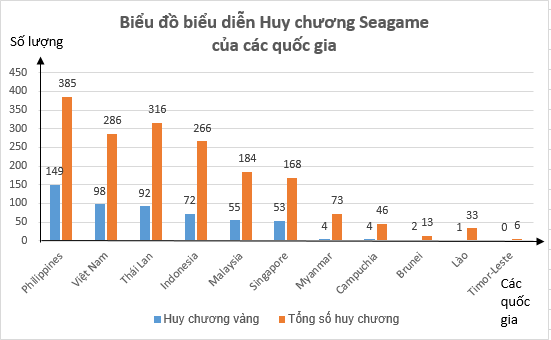 Biểu đồ biểu diễn Huy chương Seagame
của các quốc gia
Số lượng
450
400
350
300
250
200
150
100
50
0
149 385
98 286
92 316
72 266
55 184
53 168
4 73
4 46
2 13
1 33
0 6
Philippines
Việt Nam
Thái Lan
Indonesia
Malaysia
Singapore
Myanmar
Campuchia
Brunei
Lào
Timor-Leste
Các
quốc
gia
Huy chương vàng Tổng số huy chương